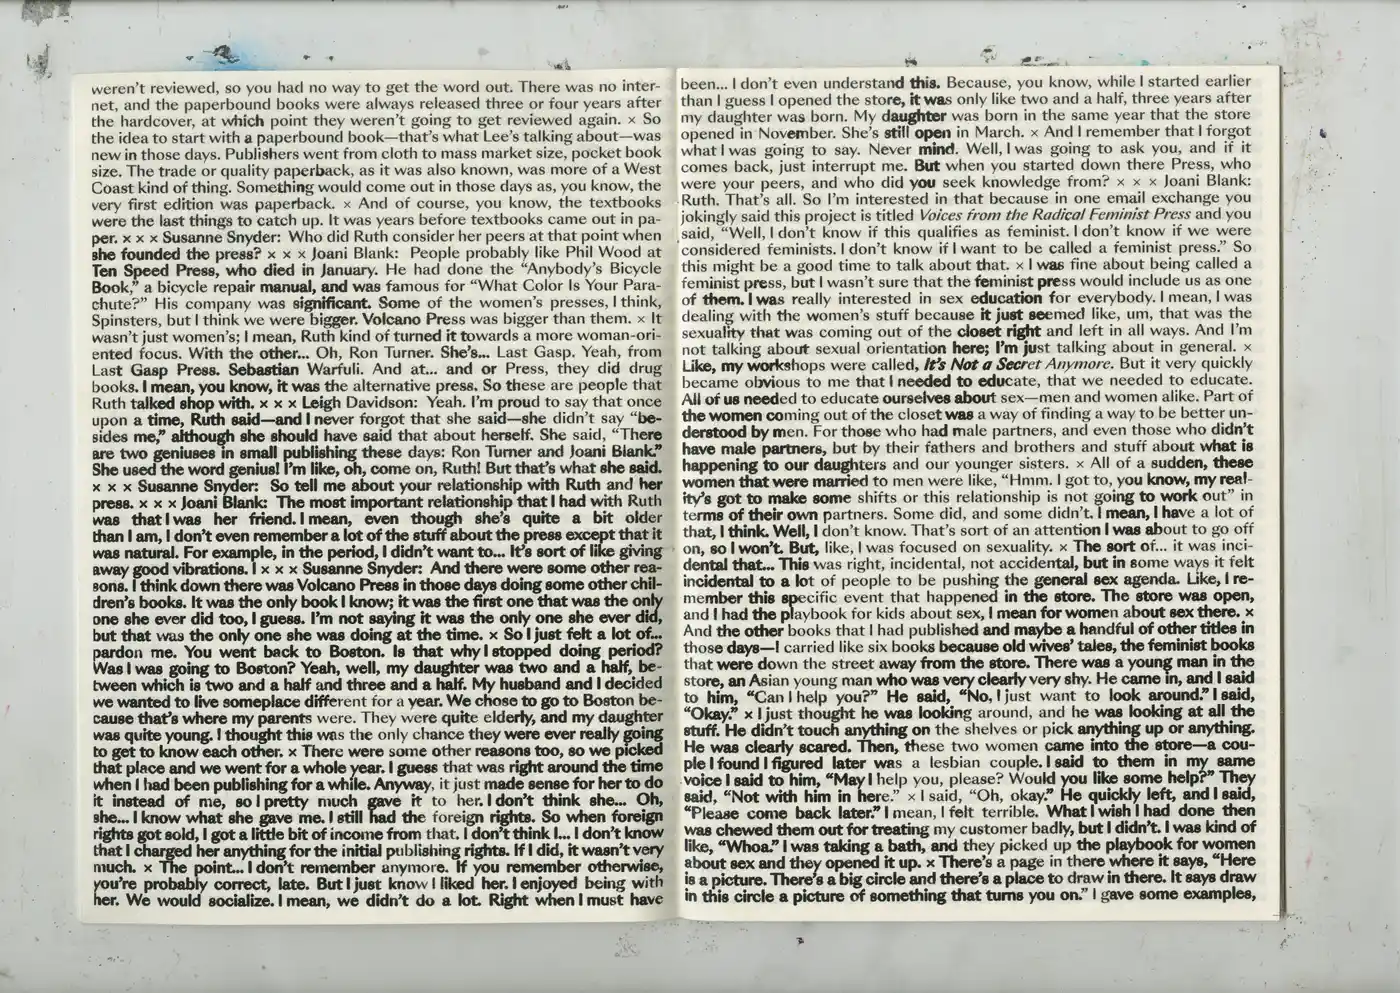 weren't reviewed, so you had no way to get the word out. There was no inter-
net, and the paperbound books were always released three or four years after
the hardcover, at which point they weren't going to get reviewed again. × So
the idea to start with a paperbound book—that's what Lee's talking about—was
new in those days. Publishers went from cloth to mass market size, pocket book
size. The trade or quality paperback, as it was also known, was more of a West
Coast kind of thing. Something would come out in those days as, you know, the
very first edition was paperback. × And of course, you know, the textbooks
were the last things to catch up. It was years before textbooks came out in pa-
per. × × × Susanne Snyder: Who did Ruth consider her peers at that point when
she founded the press? × × × Joani Blank: People probably like Phil Wood at
Ten Speed Press, who died in January. He had done the “Anybody's Bicycle
Book,” a bicycle repair manual, and was famous for “What Color Is Your Para-
chute?” His company was significant. Some of the women's presses, I think,
Spinsters, but I think we were bigger. Volcano Press was bigger than them. × It
wasn't just women's; I mean, Ruth kind of turned it towards a more woman-ori-
ented focus. With the other... Oh, Ron Turner. She's... Last Gasp. Yeah, from
Last Gasp Press. Sebastian Warfuli. And at... and or Press, they did drug
books. I mean, you know, it was the alternative press. So these are people that
Ruth talked shop with. × × × Leigh Davidson: Yeah. I'm proud to say that once
upon a time, Ruth said—and I never forgot that she said—she didn't say “be-
sides me,” although she should have said that about herself. She said, “There
are two geniuses in small publishing these days: Ron Turner and Joani Blank.”
She used the word genius! I'm like, oh, come on, Ruth! But that's what she said.
× × × Susanne Snyder: So tell me about your relationship with Ruth and her
press. × × × Joani Blank: The most important relationship that I had with Ruth
was that I was her friend. I mean, even though she's quite a bit older
than I am, I don't even remember a lot of the stuff about the press except that it
was natural. For example, in the period, I didn't want to... It's sort of like giving
away good vibrations. I × × × Susanne Snyder: And there were some other rea-
sons. I think down there was Volcano Press in those days doing some other chil-
dren's books. It was the only book I know; it was the first one that was the only
one she ever did too, I guess. I'm not saying it was the only one she ever did,
but that was the only one she was doing at the time. × So I just felt a lot of...
pardon me. You went back to Boston. Is that why I stopped doing period?
Was I was going to Boston? Yeah, well, my daughter was two and a half, be-
tween which is two and a half and three and a half. My husband and I decided
we wanted to live someplace different for a year. We chose to go to Boston be-
cause that's where my parents were. They were quite elderly, and my daughter
was quite young. I thought this was the only chance they were ever really going
to get to know each other. × There were some other reasons too, so we picked
that place and we went for a whole year. I guess that was right around the time
when I had been publishing for a while. Anyway, it just made sense for her to do
it instead of me, so I pretty much gave it to her. I don't think she... Oh,
she... I know what she gave me. I still had the foreign rights. So when foreign
rights got sold, I got a little bit of income from that. I don't think I... I don't know
that I charged her anything for the initial publishing rights. If I did, it wasn't very
much. × The point... I don't remember anymore. If you remember otherwise,
you're probably correct, late. But I just know I liked her. I enjoyed being with
her. We would socialize. I mean, we didn't do a lot. Right when I must have
been... I don't even understand this. Because, you know, while I started earlier
than I guess I opened the store, it was only like two and a half, three years after
my daughter was born. My daughter was born in the same year that the store
opened in November. She's still open in March. × And I remember that I forgot
what I was going to say. Never mind. Well, I was going to ask you, and if it
comes back, just interrupt me. But when you started down there Press, who
were your peers, and who did you seek knowledge from? × × × Joani Blank:
Ruth. That's all. So I'm interested in that because in one email exchange you
jokingly said this project is titled Voices from the Radical Feminist Press and you
said, “Well, I don't know if this qualifies as feminist. I don't know if we were
considered feminists. I don't know if I want to be called a feminist press.” So
this might be a good time to talk about that. × I was fine about being called a
feminist press, but I wasn't sure that the feminist press would include us as one
of them. I was really interested in sex education for everybody. I mean, I was
dealing with the women's stuff because it just seemed like, um, that was the
sexuality that was coming out of the closet right and left in all ways. And I'm
not talking about sexual orientation here; I'm just talking about in general. ×
Like, my workshops were called, It's Not a Secret Anymore. But it very quickly
became obvious to me that I needed to educate, that we needed to educate.
All of us needed to educate ourselves about sex—men and women alike. Part of
the women coming out of the closet was a way of finding a way to be better un-
derstood by men. For those who had male partners, and even those who didn't
have male partners, but by their fathers and brothers and stuff about what is
happening to our daughters and our younger sisters. × All of a sudden, these
women that were married to men were like, “Hmm. I got to, you know, my real-
ity's got to make some shifts or this relationship is not going to work out” in
terms of their own partners. Some did, and some didn't. I mean, I have a lot of
that, I think. Well, I don't know. That's sort of an attention I was about to go off
on, so I won't. But, like, I was focused on sexuality. × The sort of... it was inci-
dental that... This was right, incidental, not accidental, but in some ways it felt
incidental to a lot of people to be pushing the general sex agenda. Like, I re-
member this specific event that happened in the store. The store was open,
and I had the playbook for kids about sex, I mean for women about sex there. ×
And the other books that I had published and maybe a handful of other titles in
those days—I carried like six books because old wives' tales, the feminist books
that were down the street away from the store. There was a young man in the
store, an Asian young man who was very clearly very shy. He came in, and I said
to him, “Can I help you?” He said, “No, I just want to look around.” I said,
“Okay.” × I just thought he was looking around, and he was looking at all the
stuff. He didn't touch anything on the shelves or pick anything up or anything.
He was clearly scared. Then, these two women came into the store—a cou-
ple I found I figured later was a lesbian couple. I said to them in my same
voice I said to him, “May I help you, please? Would you like some help?” They
said, “Not with him in here.” × I said, “Oh, okay.” He quickly left, and I said,
“Please come back later.” I mean, I felt terrible. What I wish I had done then
was chewed them out for treating my customer badly, but I didn't. I was kind of
like, “Whoa.” I was taking a bath, and they picked up the playbook for women
about sex and they opened it up. × There's a page in there where it says, “Here
is a picture. There's a big circle and there's a place to draw in there. It says draw
in this circle a picture of something that turns you on.” I gave some examples,